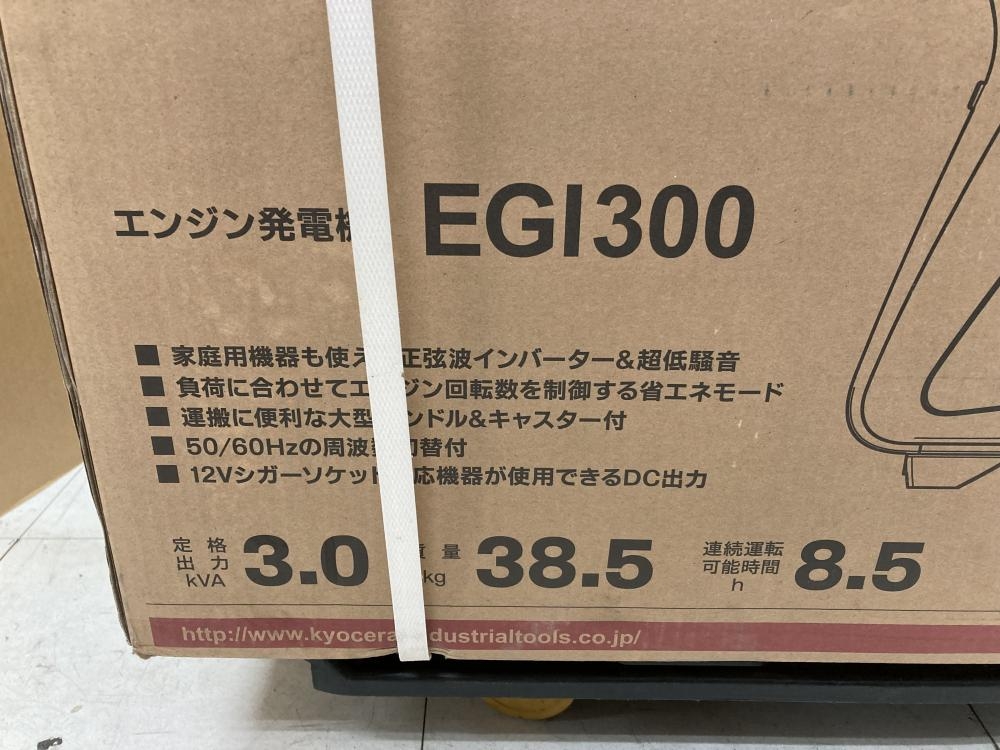 エンジン発電機 EGI300
■ 家庭用機器も使え 正弦波インバーター&超低騒音
■ 負荷に合わせてエンジン回転数を制御する省エネモード
■ 運搬に便利な大型 ンドル&キャスター付
■ 50/60Hzの周波数切替付
■ 12Vシガーソケット 応機器が使用できるDC出力
定格出力 kVA 3.0 質量 kg 38.5 連続運転可能時間 h 8.5
http://www.kyocera ndustrialtools.co.jp/